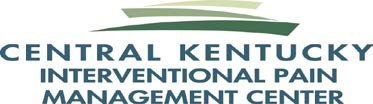 CENTRAL KENTUCKY
INTERVENTIONAL PAIN
MANAGEMENT CENTER